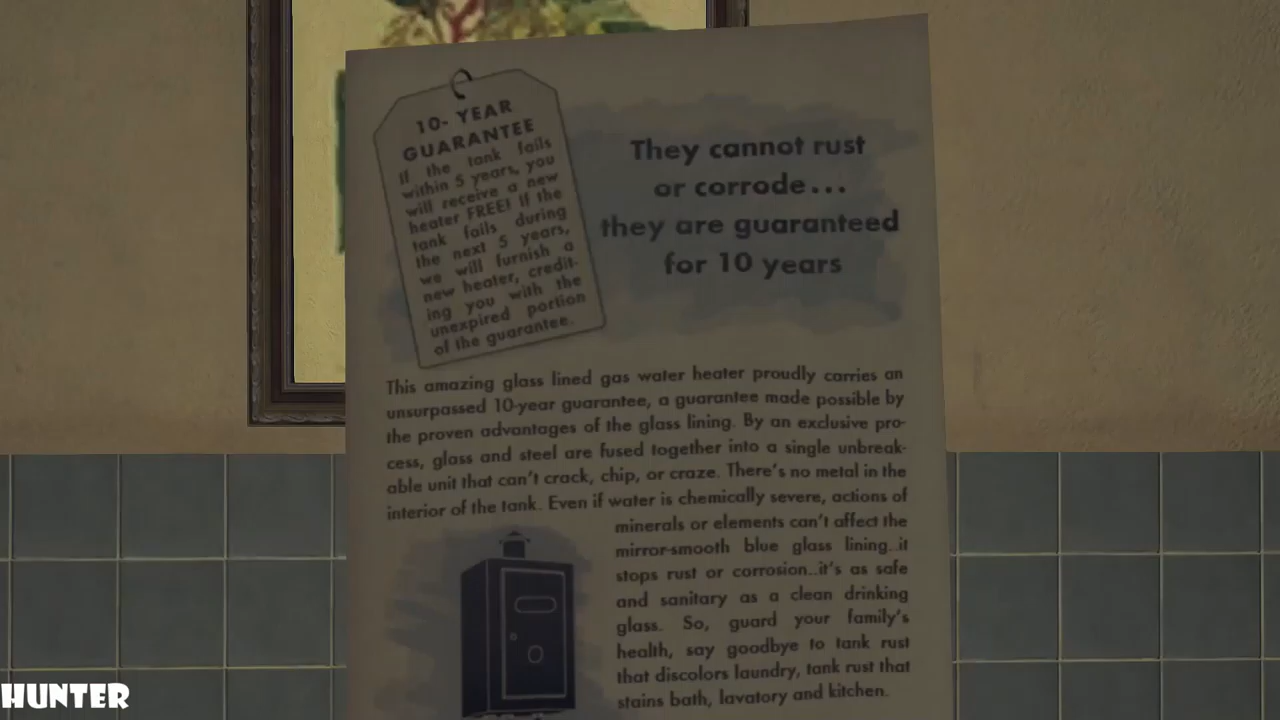 10- YEAR
GUARANTEE
If the tank fails
within 5 years, you
will receive a new
heater FREE! If the
tank fails during
the next 5 years,
we will furnish a
new heater, credit-
ing you with the
unexpired portion
of the guarantee.
They cannot rust
or corrode...
they are guaranteed
for 10 years
This amazing glass lined gas water heater proudly carries an
unsurpassed 10-year guarantee, a guarantee made possible by
the proven advantages of the glass lining. By an exclusive pro-
cess, glass and steel are fused together into a single unbreak-
able unit that can't crack, chip, or craze. There's no metal in the
interior of the tank. Even if water is chemically severe, actions of
minerals or elements can't affect the
mirror-smooth blue glass lining..it
stops rust or corrosion..it's as safe
and sanitary as a clean drinking
glass. So, guard your family's
health, say goodbye to tank rust
that discolors laundry, tank rust that
stains bath, lavatory and kitchen.
HUNTER